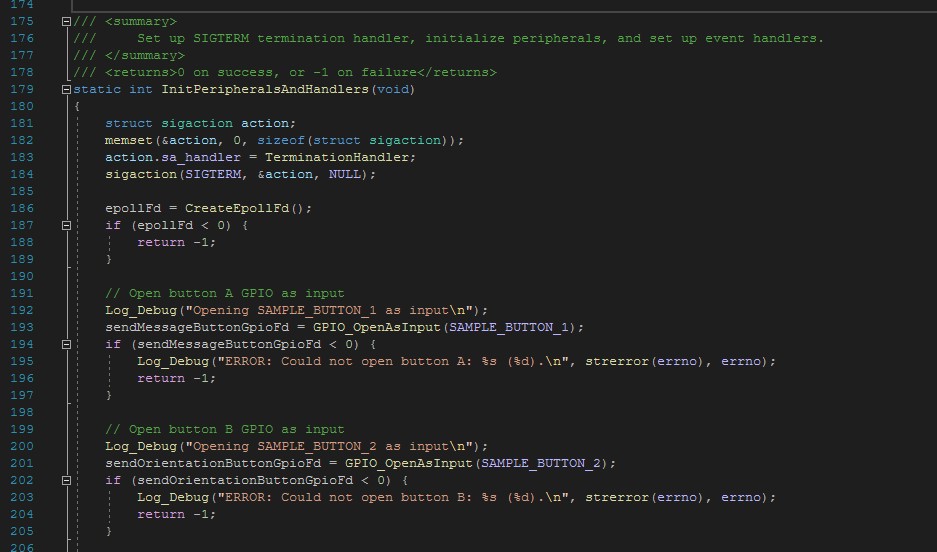 174
175 /// <summary>
176 ///     Set up SIGTERM termination handler, initialize peripherals, and set up event handlers.
177 /// </summary>
178 /// <returns>0 on success, or -1 on failure</returns>
179 static int InitPeripheralsAndHandlers(void)
180 {
181     struct sigaction action;
182     memset(&action, 0, sizeof(struct sigaction));
183     action.sa_handler = TerminationHandler;
184     sigaction(SIGTERM, &action, NULL);
185
186     epollFd = CreateEpollFd();
187     if (epollFd < 0) {
188         return -1;
189     }
190
191     // Open button A GPIO as input
192     Log_Debug("Opening SAMPLE_BUTTON_1 as input\n");
193     sendMessageButtonGpioFd = GPIO_OpenAsInput(SAMPLE_BUTTON_1);
194     if (sendMessageButtonGpioFd < 0) {
195         Log_Debug("ERROR: Could not open button A: %s (%d).\n", strerror(errno), errno);
196         return -1;
197     }
198
199     // Open button B GPIO as input
200     Log_Debug("Opening SAMPLE_BUTTON_2 as input\n");
201     sendOrientationButtonGpioFd = GPIO_OpenAsInput(SAMPLE_BUTTON_2);
202     if (sendOrientationButtonGpioFd < 0) {
203         Log_Debug("ERROR: Could not open button B: %s (%d).\n", strerror(errno), errno);
204         return -1;
205     }
206